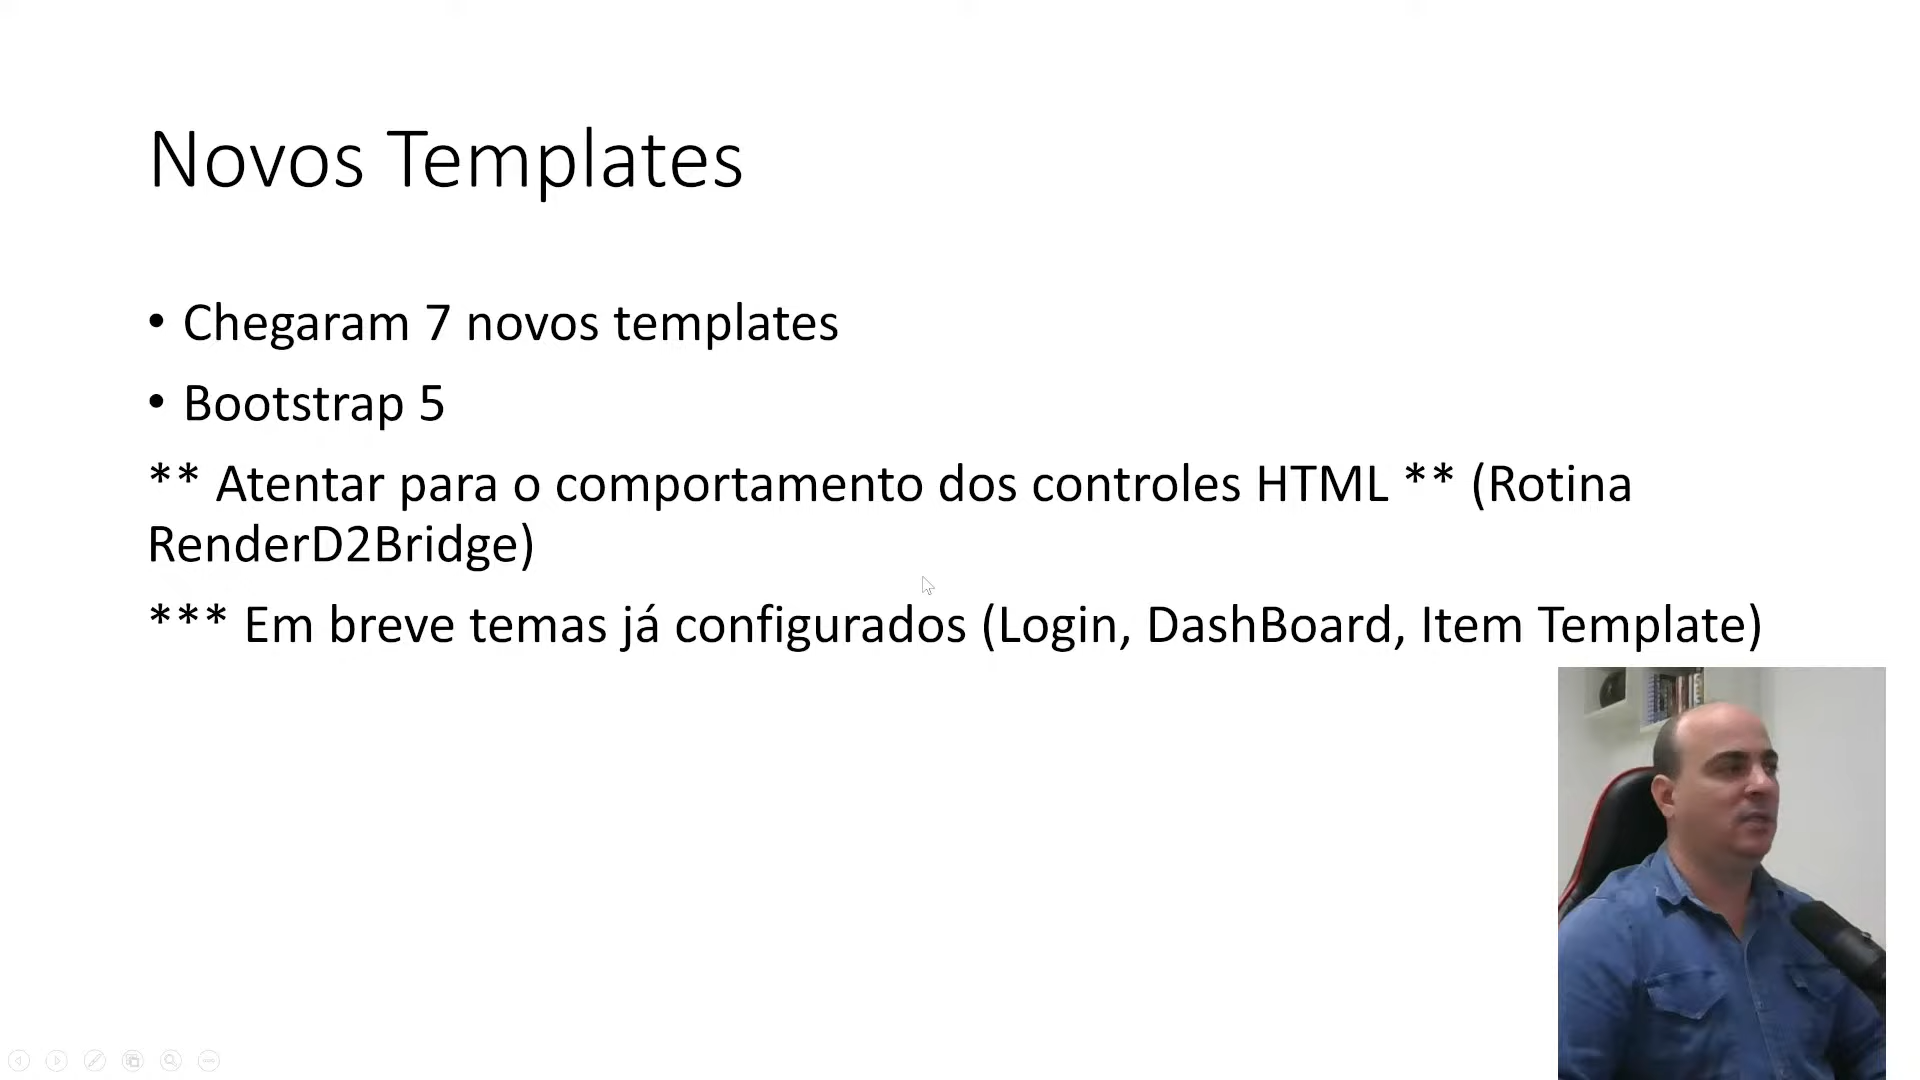 Novos Templates
• Chegaram 7 novos templates
• Bootstrap 5
** Atentar para o comportamento dos controles HTML ** (Rotina
RenderD2Bridge)
*** Em breve temas já configurados (Login, DashBoard, Item Template)